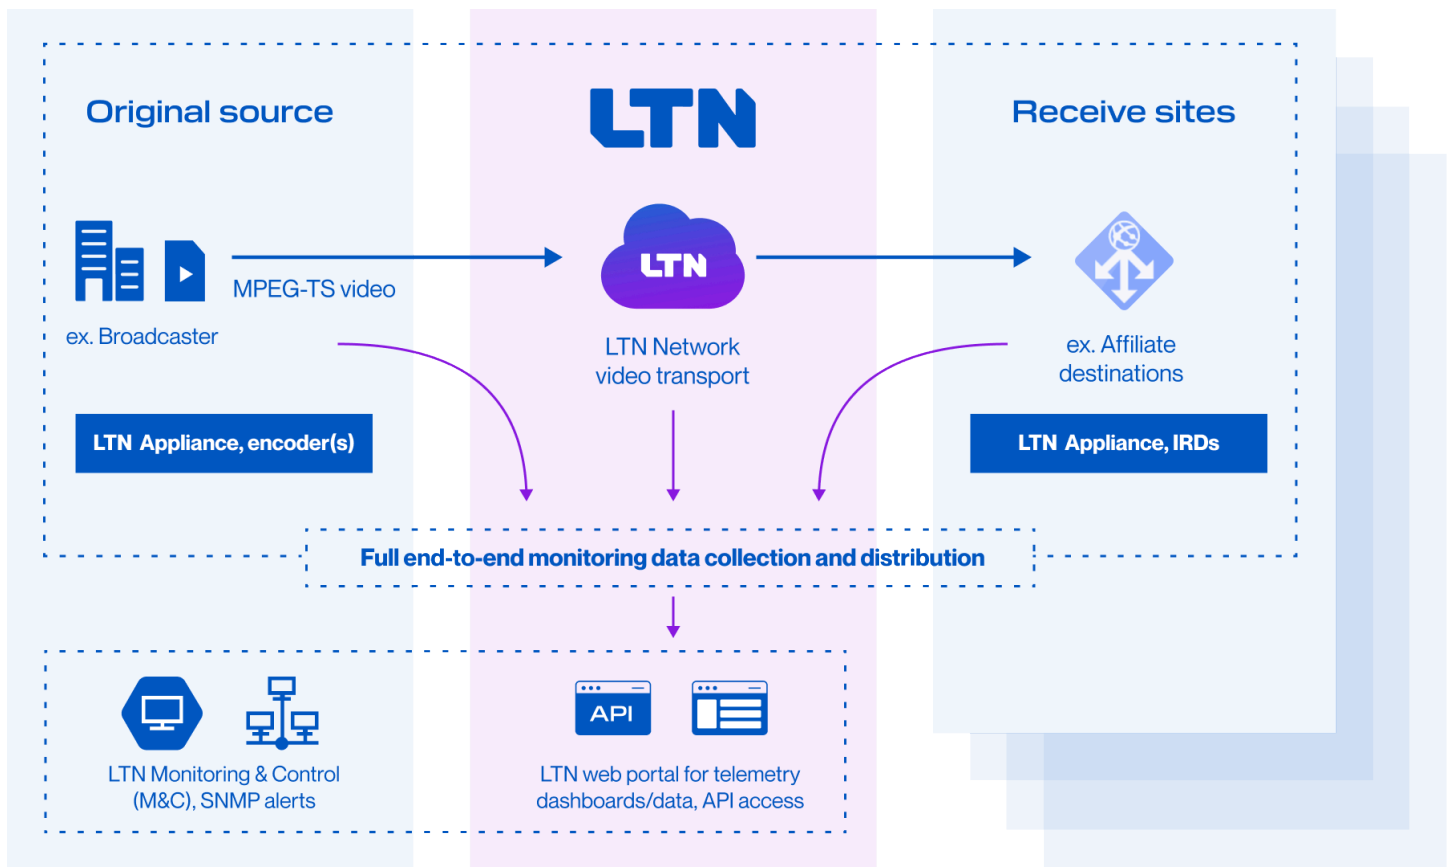 Original source
LTN
Receive sites
LTN
MPEG-TS video
ex. Broadcaster
LTN Network
video transport
ex. Affiliate
destinations
LTN Appliance, encoder(s)
LTN Appliance, IRDs
Full end-to-end monitoring data collection and distribution
API
LTN Monitoring & Control
(M&C), SNMP alerts
LTN web portal for telemetry
dashboards/data, API access